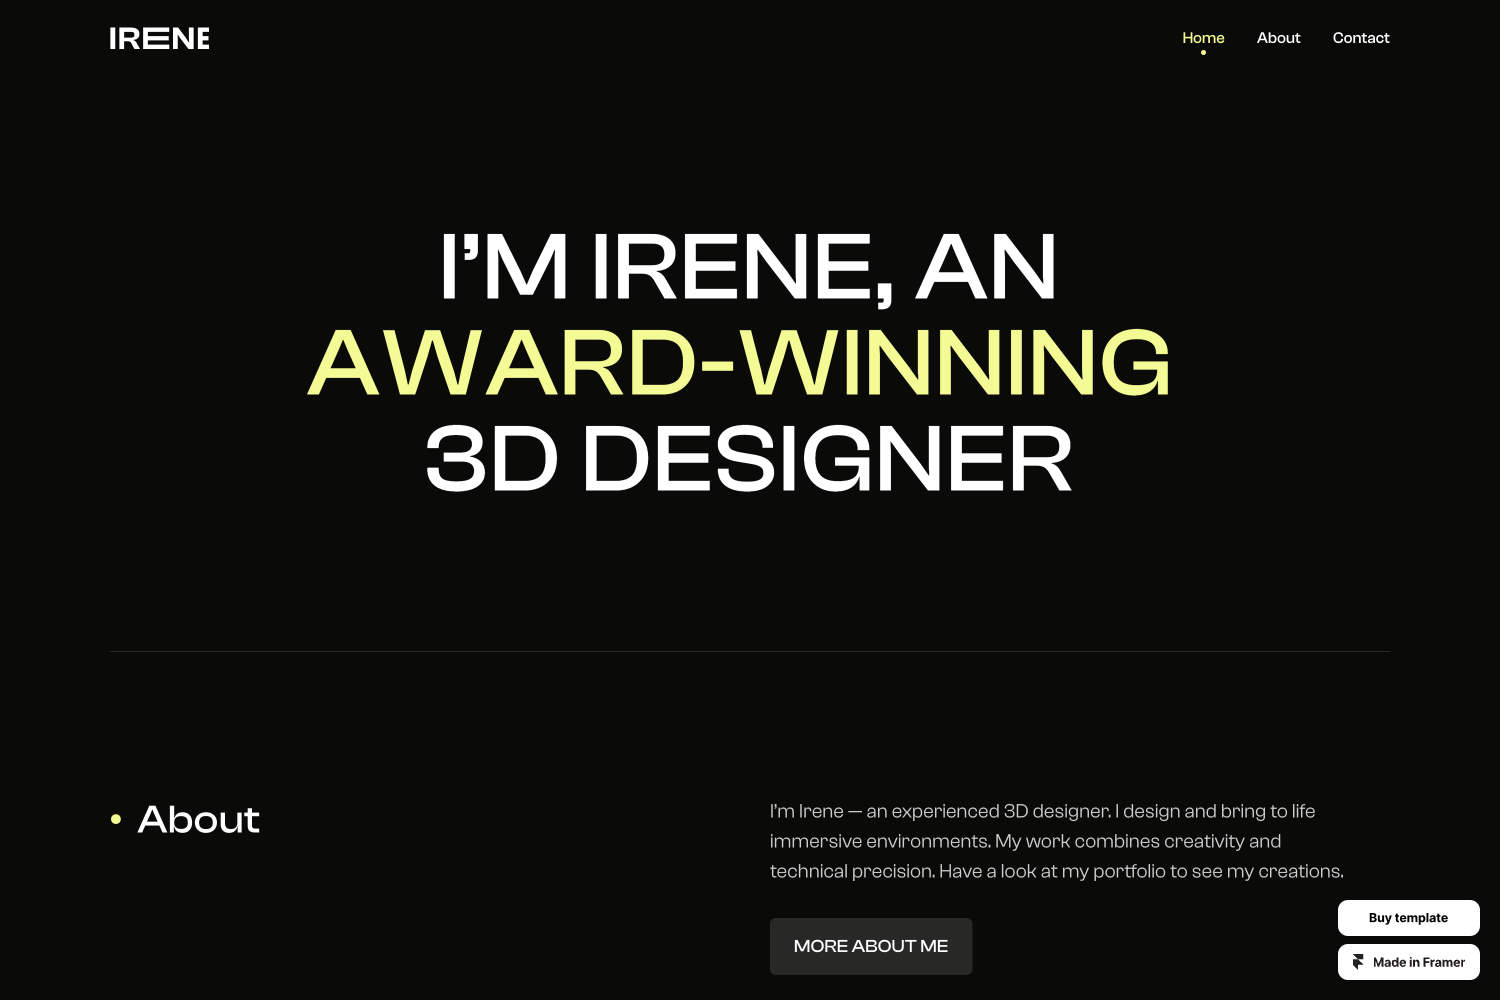 IRENE
Home About Contact
I’M IRENE, AN
AWARD-WINNING
3D DESIGNER
About
I’m Irene — an experienced 3D designer. I design and bring to life
immersive environments. My work combines creativity and
technical precision. Have a look at my portfolio to see my creations.
MORE ABOUT ME
Buy template
Made in Framer